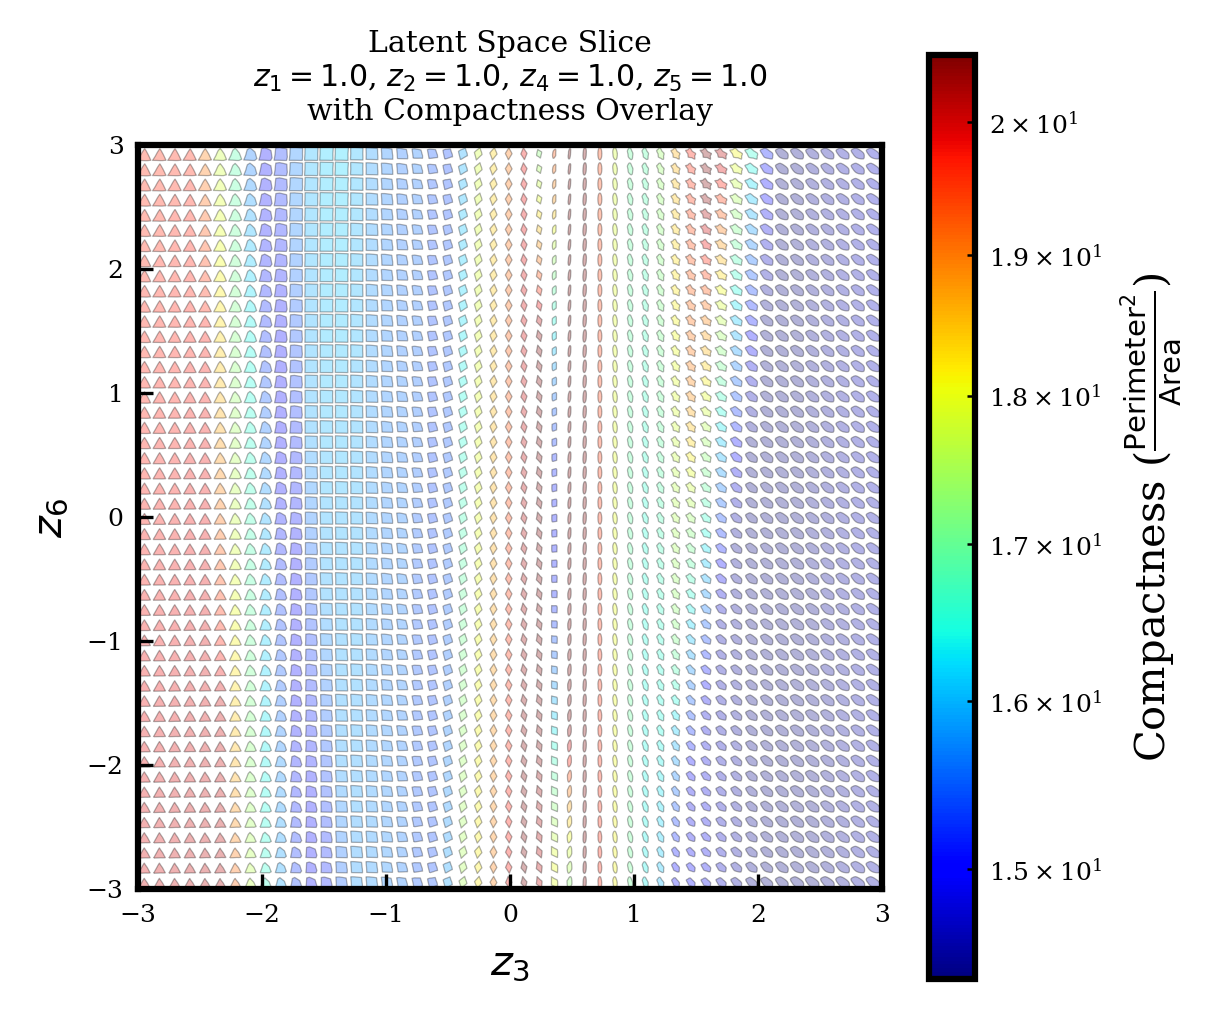 Latent Space Slice
z₁ = 1.0, z₂ = 1.0, z₄ = 1.0, z₅ = 1.0
with Compactness Overlay
3
2
1
0
−1
−2
−3
z₆
−3 −2 −1 0 1 2 3
z₃
2 × 10¹
1.9 × 10¹
1.8 × 10¹
1.7 × 10¹
1.6 × 10¹
1.5 × 10¹
Compactness (Perimeter²/Area)